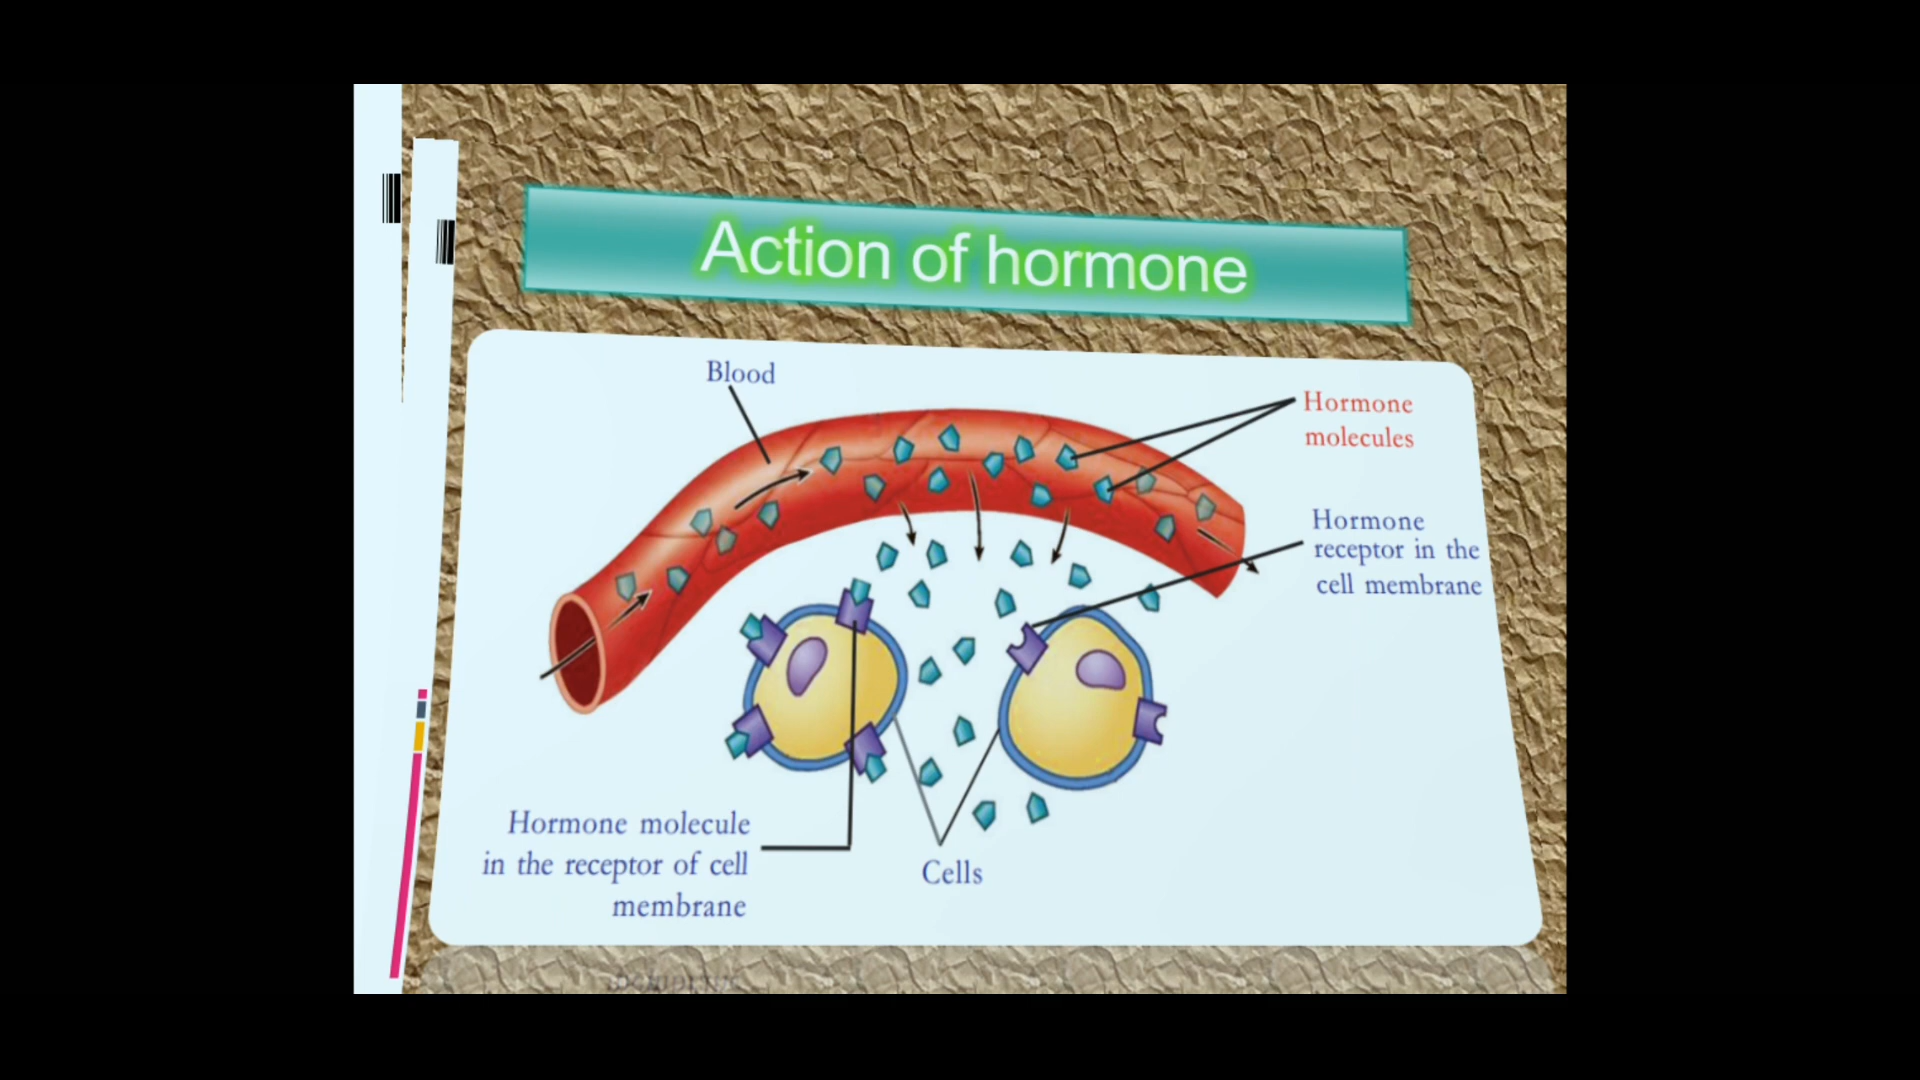 Action of hormone
Blood
Hormone
molecules
Hormone
receptor in the
cell membrane
Hormone molecule
in the receptor of cell
membrane
Cells